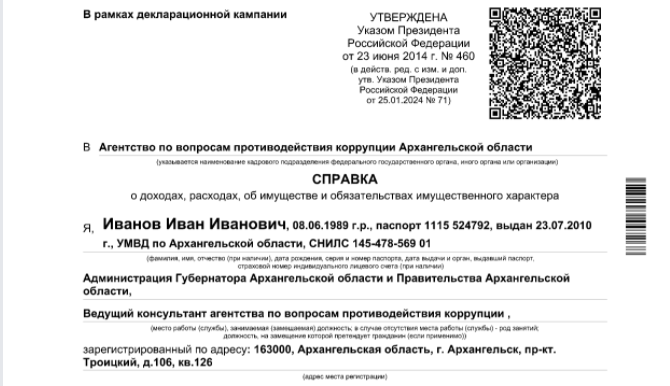 В рамках декларационной кампании
УТВЕРЖДЕНА
Указом Президента
Российской Федерации
от 23 июня 2014 г. № 460
(в действ. ред. с изм. и доп.
утв. Указом Президента
Российской Федерации
от 25.01.2024 № 71)
В Агентство по вопросам противодействия коррупции Архангельской области
(указывается наименование кадрового подразделения федерального государственного органа, иного органа или организации)
СПРАВКА
о доходах, расходах, об имуществе и обязательствах имущественного характера
Я, Иванов Иван Иванович, 08.06.1989 г.р., паспорт 1115 524792, выдан 23.07.2010
г., УМВД по Архангельской области, СНИЛС 145-478-569 01
(фамилия, имя, отчество (при наличии), дата рождения, серия и номер паспорта, дата выдачи и орган, выдавший паспорт,
страховой номер индивидуального лицевого счета (при наличии)
Администрация Губернатора Архангельской области и Правительства Архангельской
области,
Ведущий консультант агентства по вопросам противодействия коррупции ,
(место работы (службы), занимаемая (замещаемая) должность; в случае отсутствия места работы (службы) - род занятий;
должность, на замещение которой претендует гражданин (если применимо))
зарегистрированный по адресу: 163000, Архангельская область, г. Архангельск, пр-кт.
Троицкий, д.106, кв.126
(адрес места регистрации)